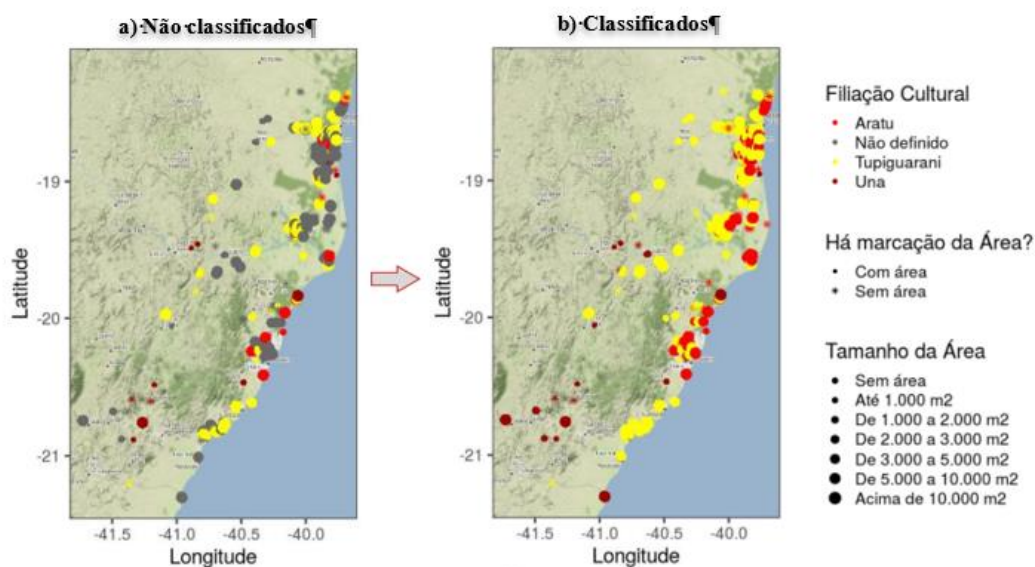 a)·Não·classificados¶
b)·Classificados¶
Latitude
-19
-20
-21
-41.5
-41.0
-40.5
-40.0
Longitude
Latitude
-19
-20
-21
-41.5
-41.0
-40.5
-40.0
Longitude
Filiação Cultural
Aratu
Não definido
Tupiguarani
Una
Há marcação da Área?
Com área
Sem área
Tamanho da Área
Sem área
Até 1.000 m2
De 1.000 a 2.000 m2
De 2.000 a 3.000 m2
De 3.000 a 5.000 m2
De 5.000 a 10.000 m2
Acima de 10.000 m2